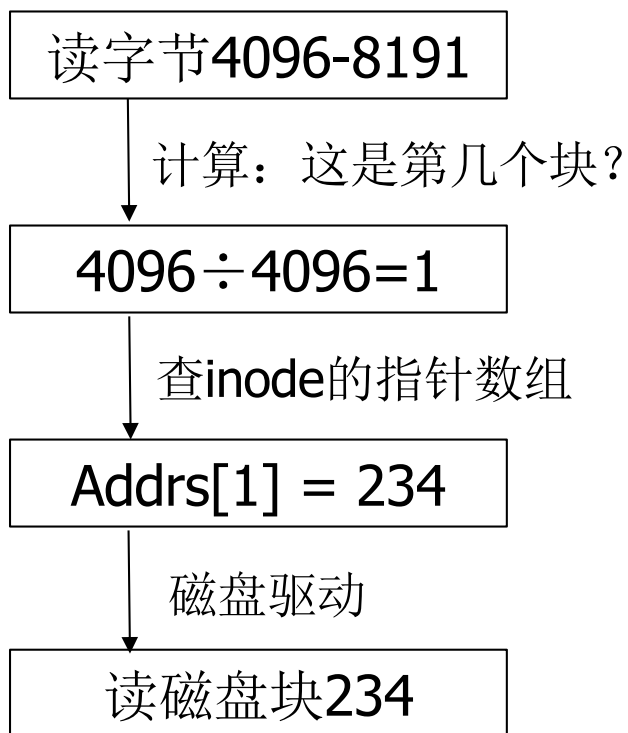 读字节4096-8191
计算：这是第几个块？
4096÷4096=1
查inode的指针数组
Addrs[1] = 234
磁盘驱动
读磁盘块234